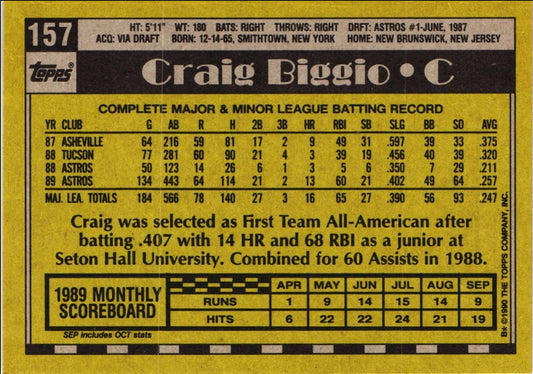 157
HT: 5'11" WT: 180 BATS: RIGHT THROWS: RIGHT DRFT: ASTROS #1-JUNE, 1987
ACQ: VIA DRAFT BORN: 12-14-65, SMITHTOWN, NEW YORK HOME: NEW BRUNSWICK, NEW JERSEY
Topps
Craig Biggio • C
COMPLETE MAJOR & MINOR LEAGUE BATTING RECORD
YR CLUB G AB R H 2B 3B HR RBI SB SLG BB SO AVG
87 ASHEVILLE 64 216 59 81 17 2 9 49 31 .597 39 33 .375
88 TUCSON 77 281 60 90 21 4 3 39 19 .456 40 39 .320
88 ASTROS 50 123 14 26 6 1 3 5 6 .350 7 29 .211
89 ASTROS 134 443 64 114 21 2 13 60 21 .402 49 64 .257
MAJ. LEA. TOTALS 184 566 78 140 27 3 16 65 27 .390 56 93 .247
Craig was selected as First Team All-American after
batting .407 with 14 HR and 68 RBI as a junior at
Seton Hall University. Combined for 60 Assists in 1988.
1989 MONTHLY
SCOREBOARD
APR MAY JUN JUL AUG SEP
RUNS 1 9 14 15 14 9
HITS 6 22 22 24 21 19
SEP includes OCT stats
B* ©1990 THE TOPPS COMPANY, INC.